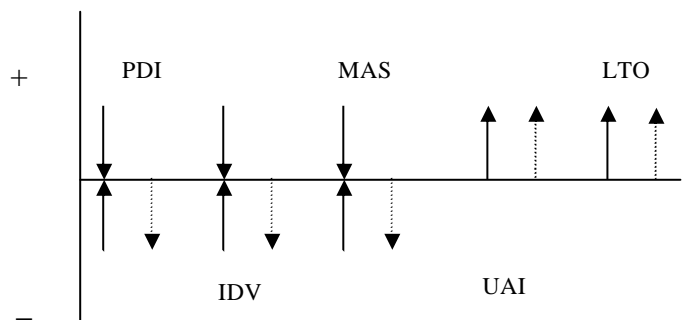 PDI MAS LTO
+
IDV UAI
–